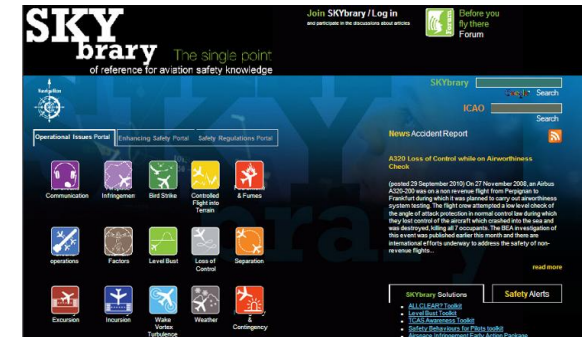 SKY
brary The single point
of reference for aviation safety knowledge
Join SKYbrary / Log in
and participate in the discussions about articles
Forum
Before you
fly there
Forum
Navigation
SKYbrary
Search
ICAO
Search
Operational Issues Portal
Enhancing Safety Portal
Safety Regulations Portal
Communication
Infringemen
Bird Strike
Controlled
Flight into
Terrain
& Fumes
operations
Factors
Level Bust
Loss of
Control
Separation
Excursion
Incursion
Wake
Vortex
Turbulence
Weather
&
Contingency
News Accident Report
A320 Loss of Control while on Airworthiness
Check
(posted 29 September 2010) On 27 November 2008, an Airbus
A320-200 was on a non revenue flight from Perpignan to
Frankfurt during which it was planned to carry out airworthiness
system testing. The flight crew attempted a low level check of
the angle of attack protection in normal control law during which
they lost control of the aircraft which crashed into the sea and
was destroyed, killing all 7 occupants. The BEA investigation of
this event was published earlier this month and there are
international efforts underway to address the safety of non-
revenue flights...
read more
SKYbrary Solutions
Safety Alerts
ALLCLEAR? Toolkit
Level Bust Toolkit
TCAS Awareness Toolkit
Safety Behaviours for Pilots toolkit
Airspace Infringement Early Action Package